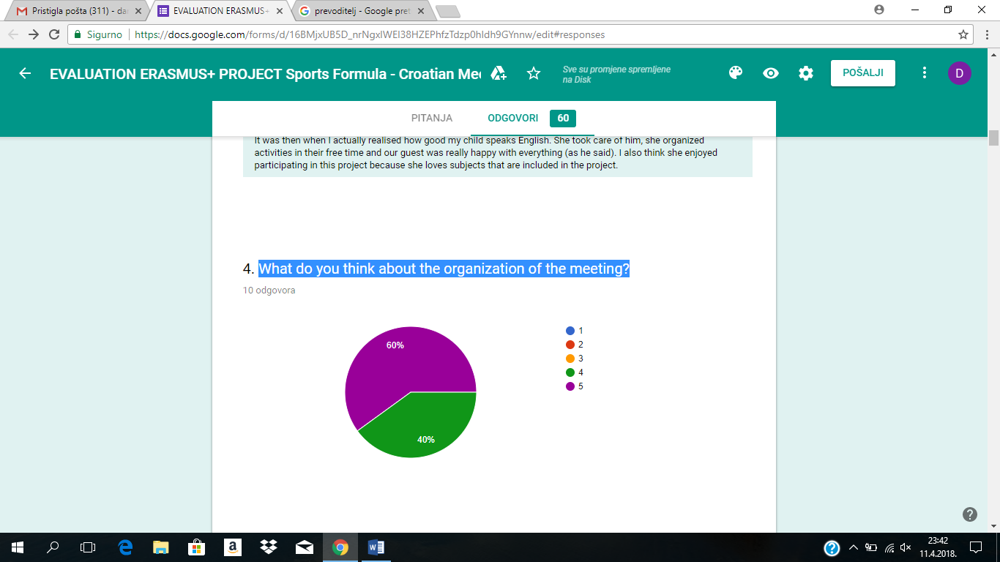 Pristigla pošta (311) - da
EVALUATION ERASMUS+
prevoditelj - Google pret
Sigurno
https://docs.google.com/forms/d/16BMjxUB5D_nrNgxlWEl38HZEPhfzTdzp0hldh9GYnnw/edit#responses
EVALUATION ERASMUS+ PROJECT Sports Formula - Croatian Mee
Sve su promjene spremljene
na Disk
POŠALJI
D
PITANJA
ODGOVORI 60
It was then when I actually realised how good my child speaks English. She took care of him, she organized
activities in their free time and our guest was really happy with everything (as he said). I also think she enjoyed
participating in this project because she loves subjects that are included in the project.
4. What do you think about the organization of the meeting?
10 odgovora
60%
40%
1
2
3
4
5
23:42
11.4.2018.